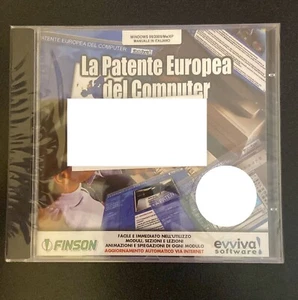 WINDOWS 98/2000/Me/XP
MANUALE IN ITALIANO
PATENTE EUROPEA DEL COMPUTER
La Patente Europea
del Computer
FINSON
FACILE E IMMEDIATO NELL'UTILIZZO
MODULI, SEZIONI E LEZIONI
ANIMAZIONI E SPIEGAZIONI DI OGNI MODULO
AGGIORNAMENTO AUTOMATICO VIA INTERNET
evviva!
software